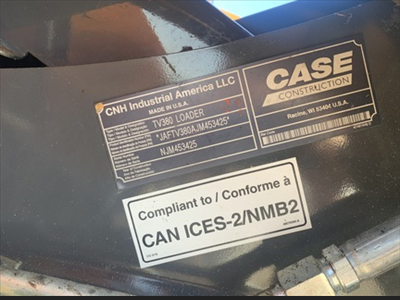 CNH Industrial America LLC
MADE IN U.S.A.
TV380 LOADER
*JAFTV380AJM453425*
NJM453425
CASE
CONSTRUCTION
Racine, WI 53404 U.S.A.
Compliant to / Conforme à
CAN ICES-2/NMB2